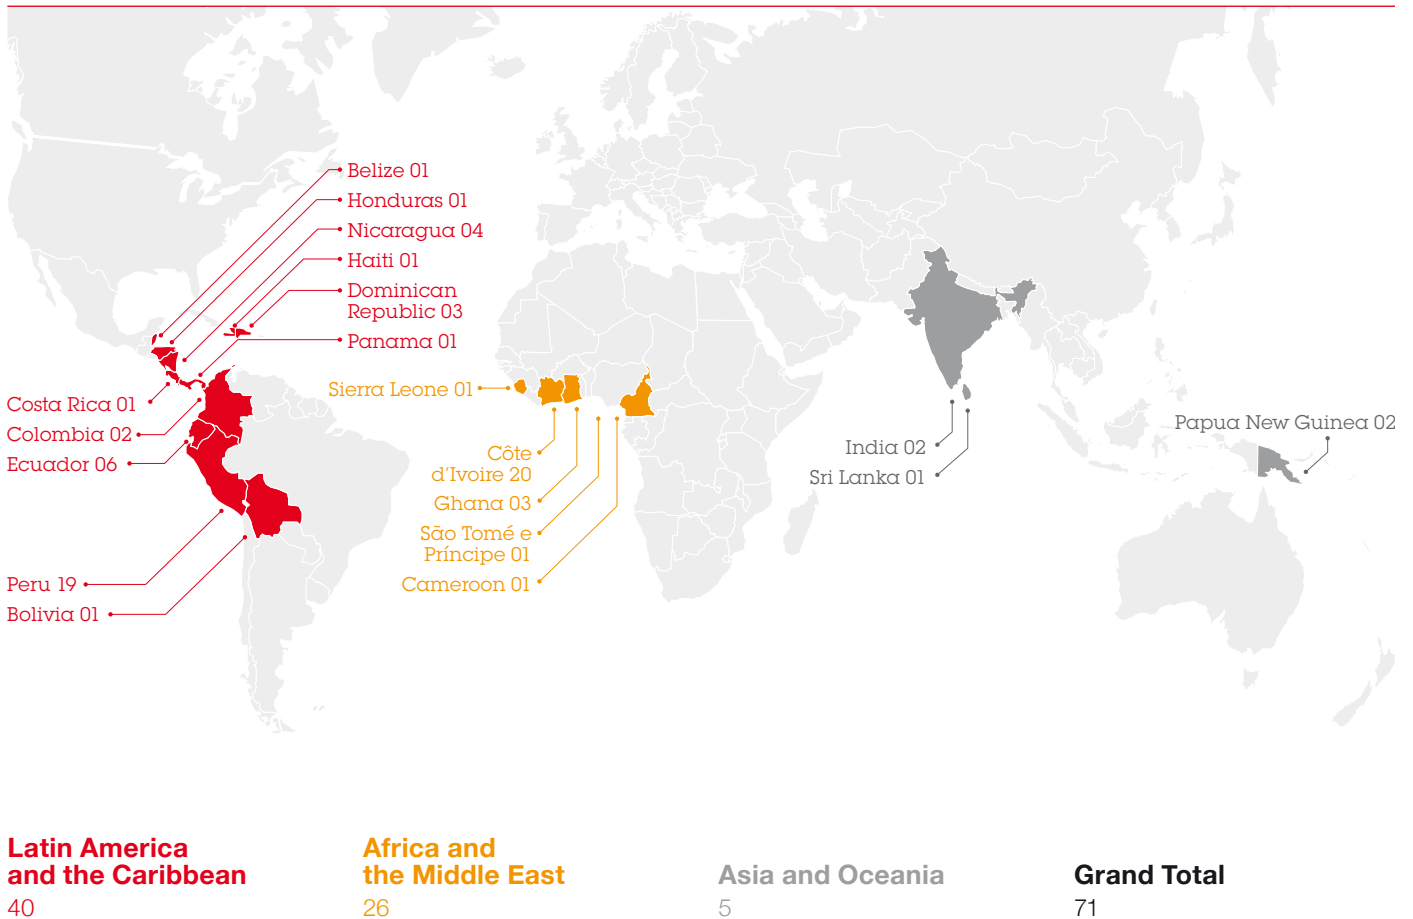 Belize 01
Honduras 01
Nicaragua 04
Haiti 01
Dominican
Republic 03
Panama 01
Costa Rica 01
Colombia 02
Ecuador 06
Peru 19
Bolivia 01
Sierra Leone 01
Côte
d’Ivoire 20
Ghana 03
São Tomé e
Príncipe 01
Cameroon 01
India 02
Sri Lanka 01
Papua New Guinea 02
Latin America
and the Caribbean
40
Africa and
the Middle East
26
Asia and Oceania
5
Grand Total
71